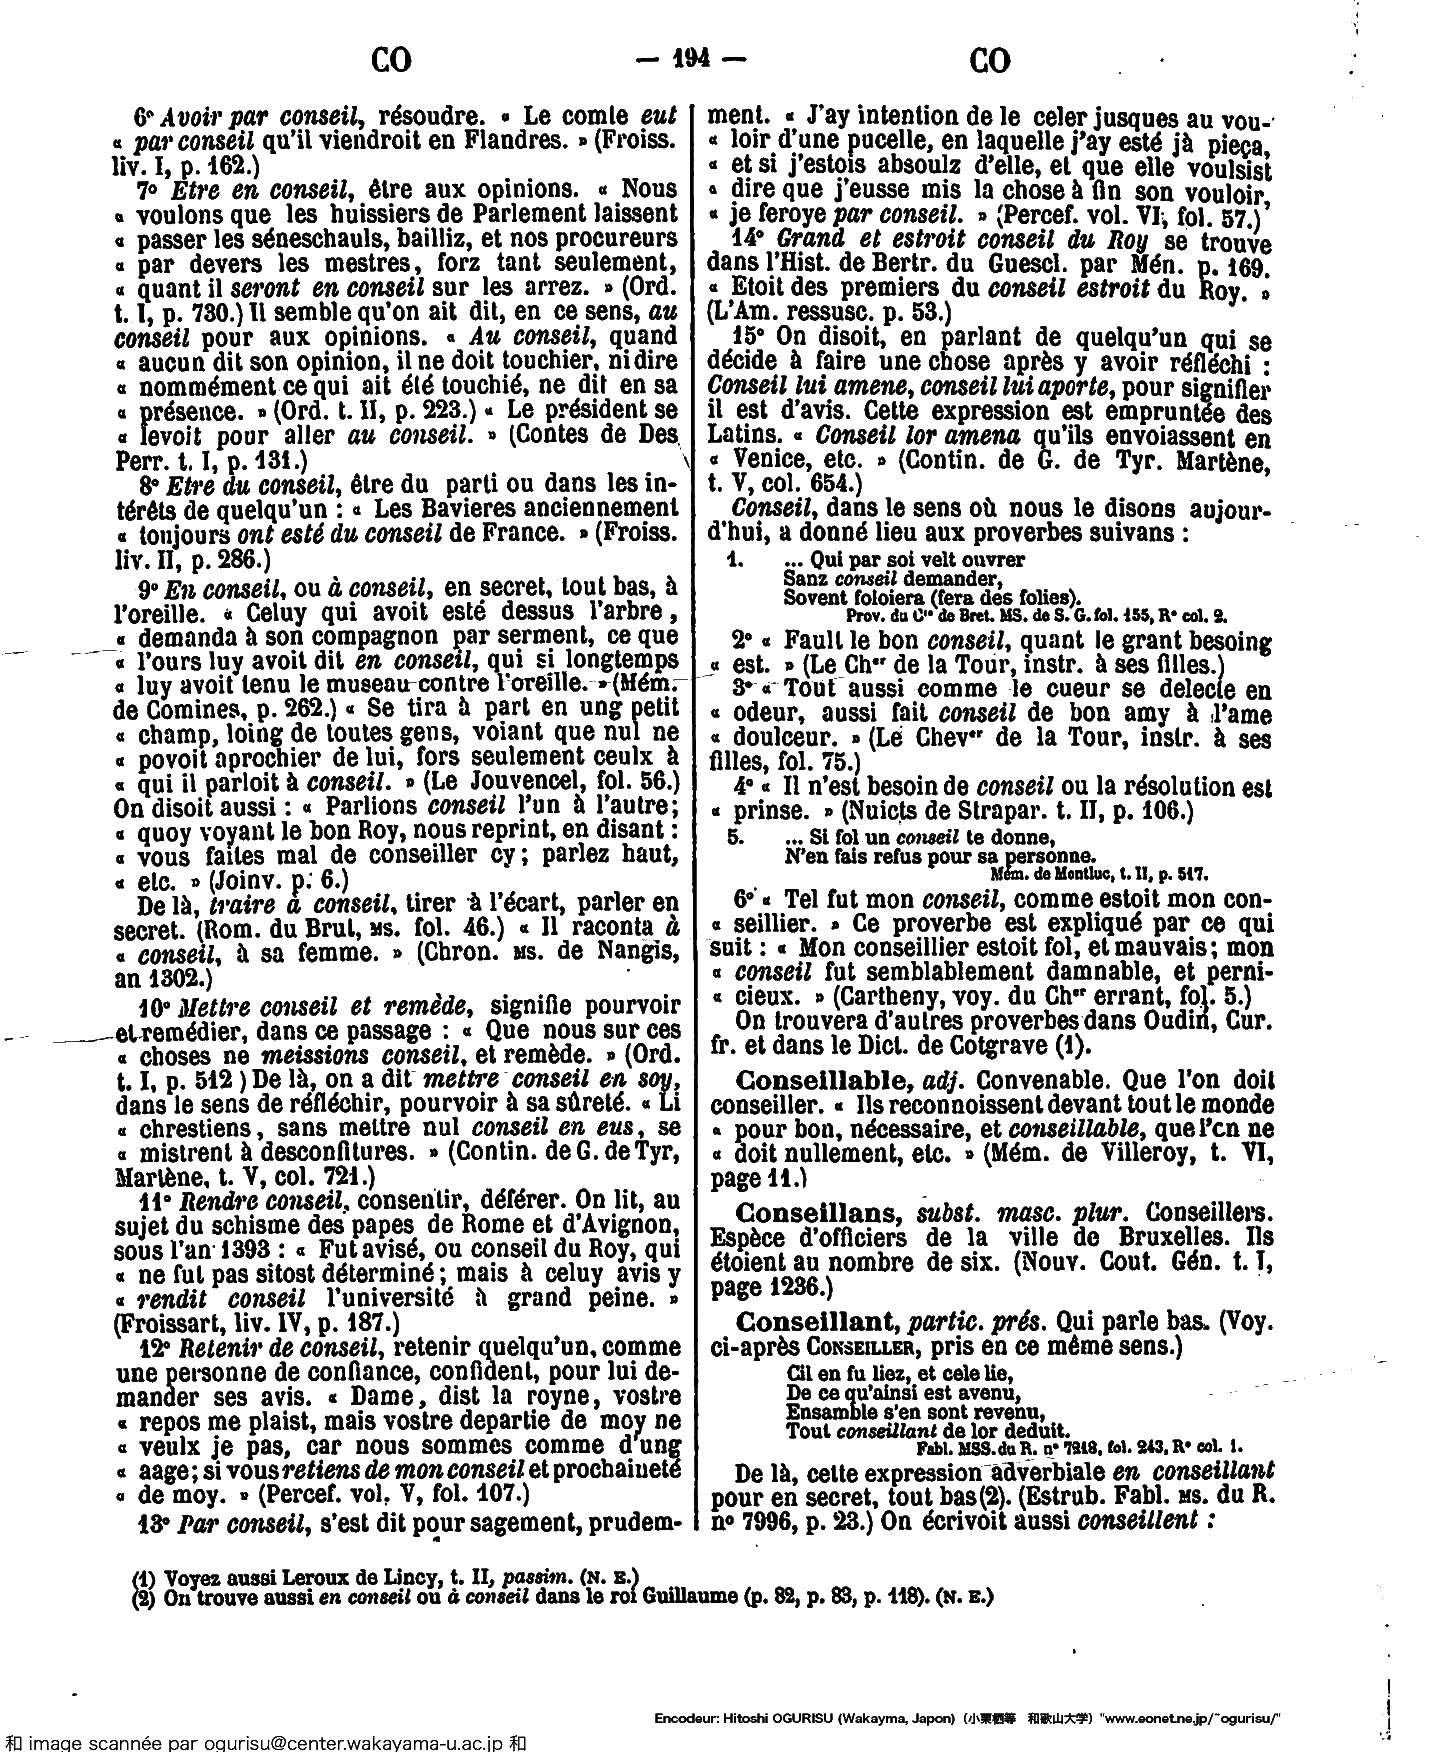 CO — 194 — CO
6º Avoir par conseil, résoudre. « Le comte eut
« par conseil qu'il viendroit en Flandres. » (Froiss.
liv. I, p. 162.)
7º Etre en conseil, être aux opinions. « Nous
« voulons que les huissiers de Parlement laissent
« passer les séneschauls, bailliz, et nos procureurs
« par devers les mestres, forz tant seulement,
« quant il seront en conseil sur les arrez. » (Ord.
t. I, p. 730.) Il semble qu'on ait dit, en ce sens, au
conseil pour aux opinions. « Au conseil, quand
« aucun dit son opinion, il ne doit touchier, ni dire
« nommément ce qui ait été touchié, ne dit en sa
« présence. » (Ord. t. II, p. 223.) « Le président se
« levoit pour aller au conseil. » (Contes de Des
Perr. t. I, p. 131.)
8º Etre du conseil, être du parti ou dans les in-
térêts de quelqu'un : « Les Bavieres anciennement
« toujours ont esté du conseil de France. » (Froiss.
liv. II, p. 286.)
9º En conseil, ou à conseil, en secret, tout bas, à
l'oreille. « Celuy qui avoit esté dessus l'arbre,
« demanda à son compagnon par serment, ce que
« l'ours luy avoit dit en conseil, qui si longtemps
« luy avoit tenu le museau contre l'oreille. » (Mém.
de Comines, p. 262.) « Se tira à part en ung petit
« champ, loing de toutes gens, voiant que nul ne
« povoit aprochier de lui, fors seulement ceulx à
« qui il parloit à conseil. » (Le Jouvencel, fol. 56.)
On disoit aussi : « Parlions conseil l'un à l'autre;
« quoy voyant le bon Roy, nous reprint, en disant :
« vous faites mal de conseiller cy; parlez haut,
« etc. » (Joinv. p. 6.)
De là, traire à conseil, tirer à l'écart, parler en
secret. (Rom. du Brut, MS. fol. 46.) « Il raconta à
« conseil, à sa femme. » (Chron. MS. de Nangis,
an 1302.)
10º Mettre conseil et remède, signifie pourvoir
et remédier, dans ce passage : « Que nous sur ces
« choses ne meissions conseil, et remède. » (Ord.
t. I, p. 512 ) De là, on a dit mettre conseil en soy,
dans le sens de réfléchir, pourvoir à sa sûreté. « Li
« chrestiens, sans mettre nul conseil en eus, se
« mistrent à desconfitures. » (Contin. de G. de Tyr,
Martène, t. V, col. 721.)
11º Rendre conseil, consentir, déférer. On lit, au
sujet du schisme des papes de Rome et d'Avignon,
sous l'an 1393 : « Fut avisé, ou conseil du Roy, qui
« ne fut pas sitost déterminé; mais à celuy avis y
« rendit conseil l'université à grand peine. »
(Froissart, liv. IV, p. 187.)
12º Retenir de conseil, retenir quelqu'un, comme
une personne de confiance, confident, pour lui de-
mander ses avis. « Dame, dist la royne, vostre
« repos me plaist, mais vostre departie de moy ne
« veulx je pas, car nous sommes comme d'ung
« aage; si vous retiens de mon conseil et prochaineté
« de moy. » (Percef. vol. V, fol. 107.)
13º Par conseil, s'est dit pour sagement, prudem-
ment. « J'ay intention de le celer jusques au vou-
« loir d'une pucelle, en laquelle j'ay esté jà pieça,
« et si j'estois absoulz d'elle, et que elle voulsist
« dire que j'eusse mis la chose à fin son vouloir,
« je feroye par conseil. » (Percef. vol. VI, fol. 57.)
14º Grand et estroit conseil du Roy se trouve
dans l'Hist. de Bertr. du Guescl. par Mén. p. 169.
« Etoit des premiers du conseil estroit du Roy. »
(L'Am. ressusc. p. 53.)
15º On disoit, en parlant de quelqu'un qui se
décide à faire une chose après y avoir réfléchi :
Conseil lui amene, conseil lui aporte, pour signifier
il est d'avis. Cette expression est empruntée des
Latins. « Conseil lor amena qu'ils envoiassent en
« Venice, etc. » (Contin. de G. de Tyr. Martène,
t. V, col. 654.)
Conseil, dans le sens où nous le disons aujour-
d'hui, a donné lieu aux proverbes suivans :
1. ... Qui par soi velt ouvrer
Sanz conseil demander,
Sovent foloiera (fera des folies).
Prov. du Cte de Bret. MS. de S. G. fol. 155, Rº col. 2.
2º « Fault le bon conseil, quant le grant besoing
« est. » (Le Cher de la Tour, instr. à ses filles.)
3º « Tout aussi comme le cueur se delecte en
« odeur, aussi fait conseil de bon amy à l'ame
« doulceur. » (Le Chever de la Tour, instr. à ses
filles, fol. 75.)
4º « Il n'est besoin de conseil ou la résolution est
« prinse. » (Nuicts de Strapar. t. II, p. 106.)
5. ... Si fol un conseil te donne,
N'en fais refus pour sa personne.
Mém. de Montluc, t. II, p. 517.
6º « Tel fut mon conseil, comme estoit mon con-
« seillier. » Ce proverbe est expliqué par ce qui
suit : « Mon conseillier estoit fol, et mauvais; mon
« conseil fut semblablement damnable, et perni-
« cieux. » (Cartheny, voy. du Cher errant, fol. 5.)
On trouvera d'autres proverbes dans Oudin, Cur.
fr. et dans le Dict. de Cotgrave (1).
Conseillable, adj. Convenable. Que l'on doit
conseiller. « Ils reconnoissent devant tout le monde
« pour bon, nécessaire, et conseillable, que l'on ne
« doit nullement, etc. » (Mém. de Villeroy, t. VI,
page 11.)
Conseillans, subst. masc. plur. Conseillers.
Espèce d'officiers de la ville de Bruxelles. Ils
étoient au nombre de six. (Nouv. Cout. Gén. t. I,
page 1236.)
Conseillant, partic. prés. Qui parle bas. (Voy.
ci-après CONSEILLER, pris en ce même sens.)
Cil en fu liez, et cele lie,
De ce qu'ainsi est avenu,
Ensamble s'en sont revenu,
Tout conseillant de lor deduit.
Fabl. MSS. du R. nº 7218, fol. 243, Rº col. 1.
De là, cette expression adverbiale en conseillant
pour en secret, tout bas (2). (Estrub. Fabl. MS. du R.
nº 7996, p. 23.) On écrivoit aussi conseillent :
(1) Voyez aussi Leroux de Lincy, t. II, passim. (N. E.)
(2) On trouve aussi en conseil ou à conseil dans le roi Guillaume (p. 82, p. 83, p. 118). (N. E.)
Encodeur: Hitoshi OGURISU (Wakayma, Japon) (小栗栖等 和歌山大学) "www.eonet.ne.jp/~ogurisu/"
和 image scannée par ogurisu@center.wakayama-u.ac.jp 和